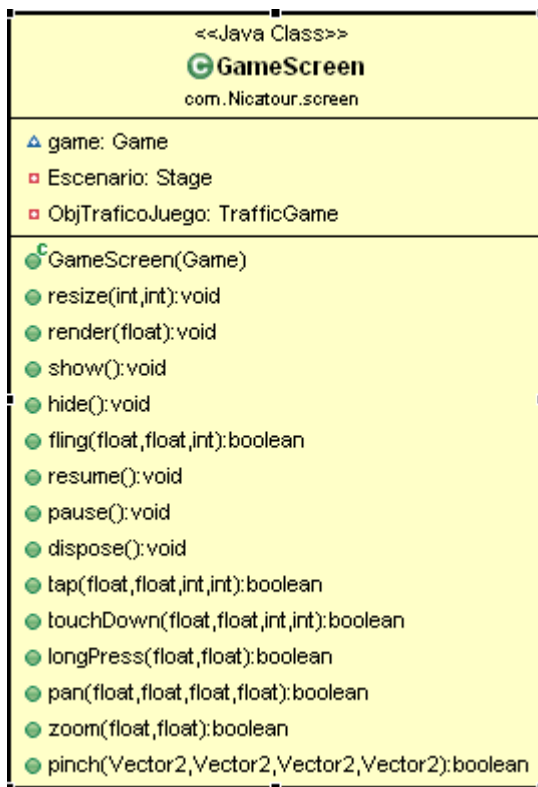 <<Java Class>>
GameScreen
com.Nicatour.screen
game: Game
Escenario: Stage
ObjTraficoJuego: TrafficGame
GameScreen(Game)
resize(int,int):void
render(float):void
show():void
hide():void
fling(float,float,int):boolean
resume():void
pause():void
dispose():void
tap(float,float,int,int):boolean
touchDown(float,float,int,int):boolean
longPress(float,float):boolean
pan(float,float,float,float):boolean
zoom(float,float):boolean
pinch(Vector2,Vector2,Vector2,Vector2):boolean